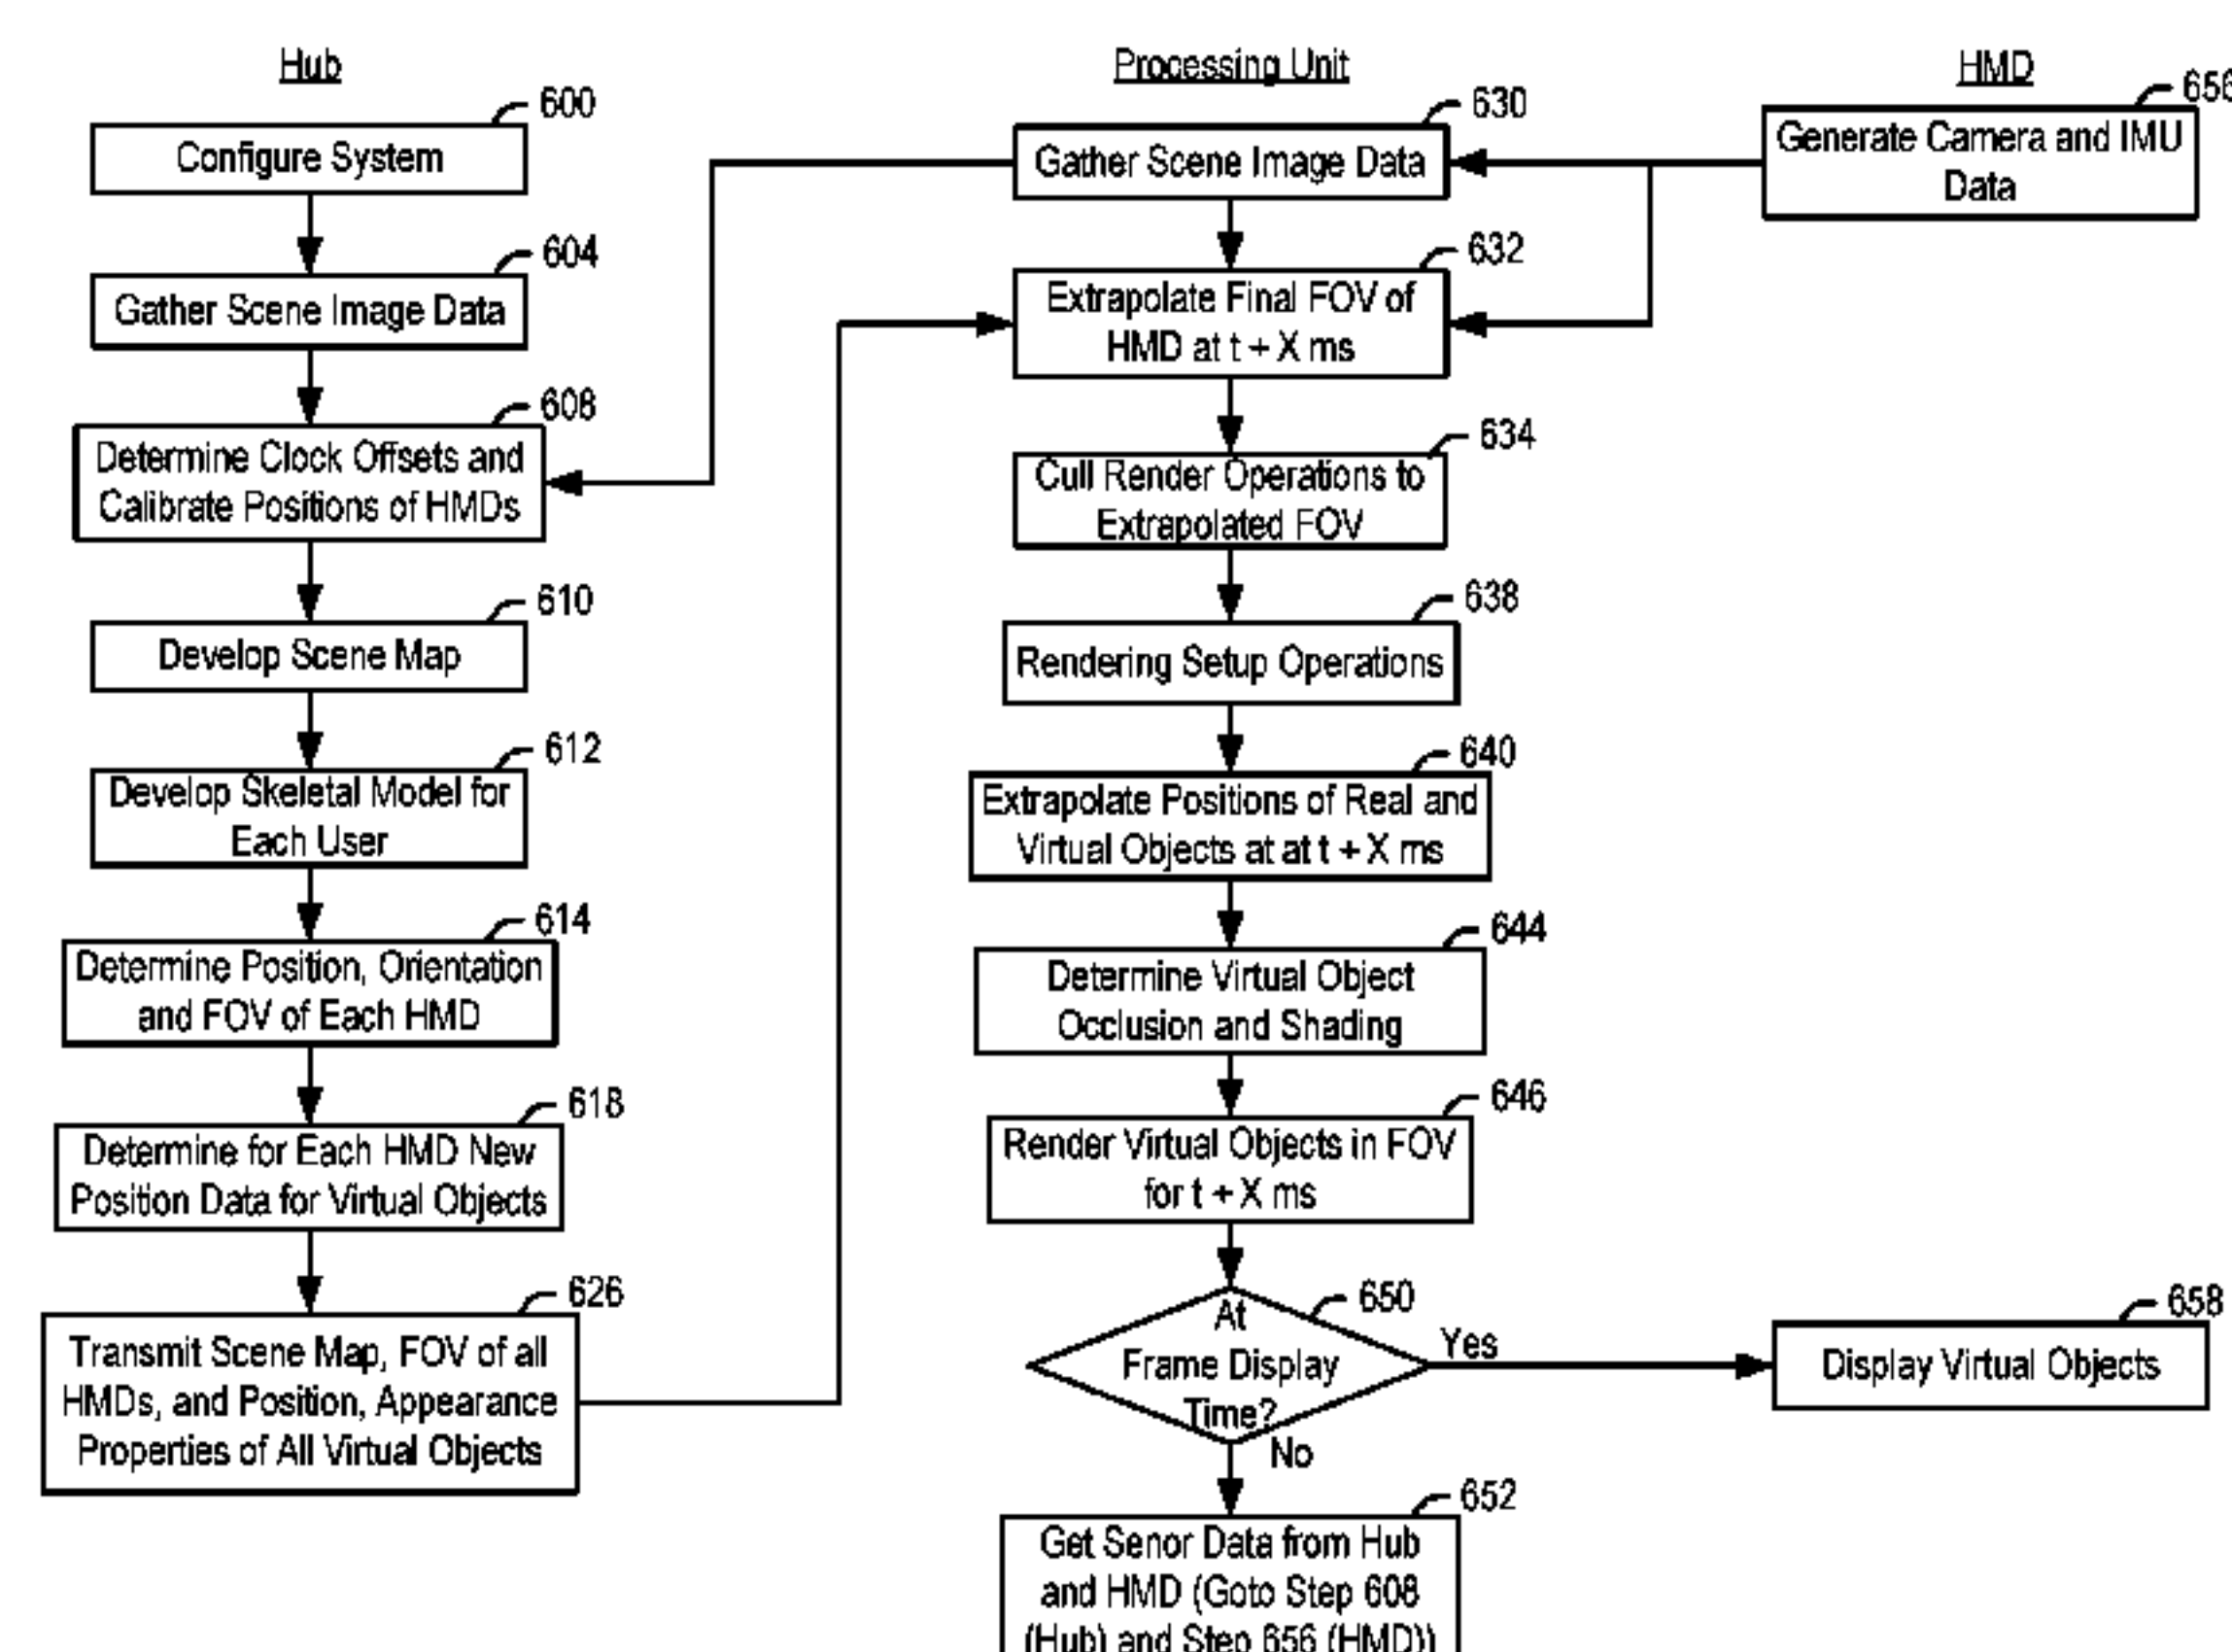 Hub
600
Configure System
604
Gather Scene Image Data
608
Determine Clock Offsets and
Calibrate Positions of HMDs
610
Develop Scene Map
612
Develop Skeletal Model for
Each User
614
Determine Position, Orientation
and FOV of Each HMD
618
Determine for Each HMD New
Position Data for Virtual Objects
626
Transmit Scene Map, FOV of all
HMDs, and Position, Appearance
Properties of All Virtual Objects
Processing Unit
630
Gather Scene Image Data
632
Extrapolate Final FOV of
HMD at t + X ms
634
Cull Render Operations to
Extrapolated FOV
638
Rendering Setup Operations
640
Extrapolate Positions of Real and
Virtual Objects at at t + X ms
644
Determine Virtual Object
Occlusion and Shading
646
Render Virtual Objects in FOV
for t + X ms
650
At
Frame Display
Time?
Yes
No
652
Get Senor Data from Hub
and HMD (Goto Step 608
(Hub) and Step 656 (HMD))
HMD
656
Generate Camera and IMU
Data
658
Display Virtual Objects